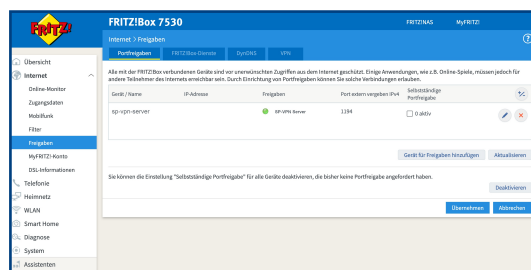 FRITZ!
FRITZ!Box 7530
FRITZ!NAS
MyFRITZ!
Internet > Freigaben
?
Portfreigaben
FRITZ!Box-Dienste
DynDNS
VPN
Übersicht
Internet
Online-Monitor
Zugangsdaten
Mobilfunk
Filter
Freigaben
MyFRITZ!-Konto
DSL-Informationen
Telefonie
Heimnetz
WLAN
Smart Home
Diagnose
System
Assistenten
Alle mit der FRITZ!Box verbundenen Geräte sind vor unerwünschten Zugriffen aus dem Internet geschützt. Einige Anwendungen, wie z.B. Online-Spiele, müssen jedoch für
andere Teilnehmer des Internets erreichbar sein. Durch Einrichtung von Portfreigaben können Sie solche Verbindungen erlauben.
Gerät / Name
IP-Adresse
Freigaben
Port extern vergeben IPv4
Selbstständige
Portfreigabe
sp-vpn-server
SP-VPN Server
1194
0 aktiv
Gerät für Freigaben hinzufügen
Aktualisieren
Sie können die Einstellung "Selbstständige Portfreigabe" für alle Geräte deaktivieren, die bisher keine Portfreigabe angefordert haben.
Deaktivieren
Übernehmen
Abbrechen